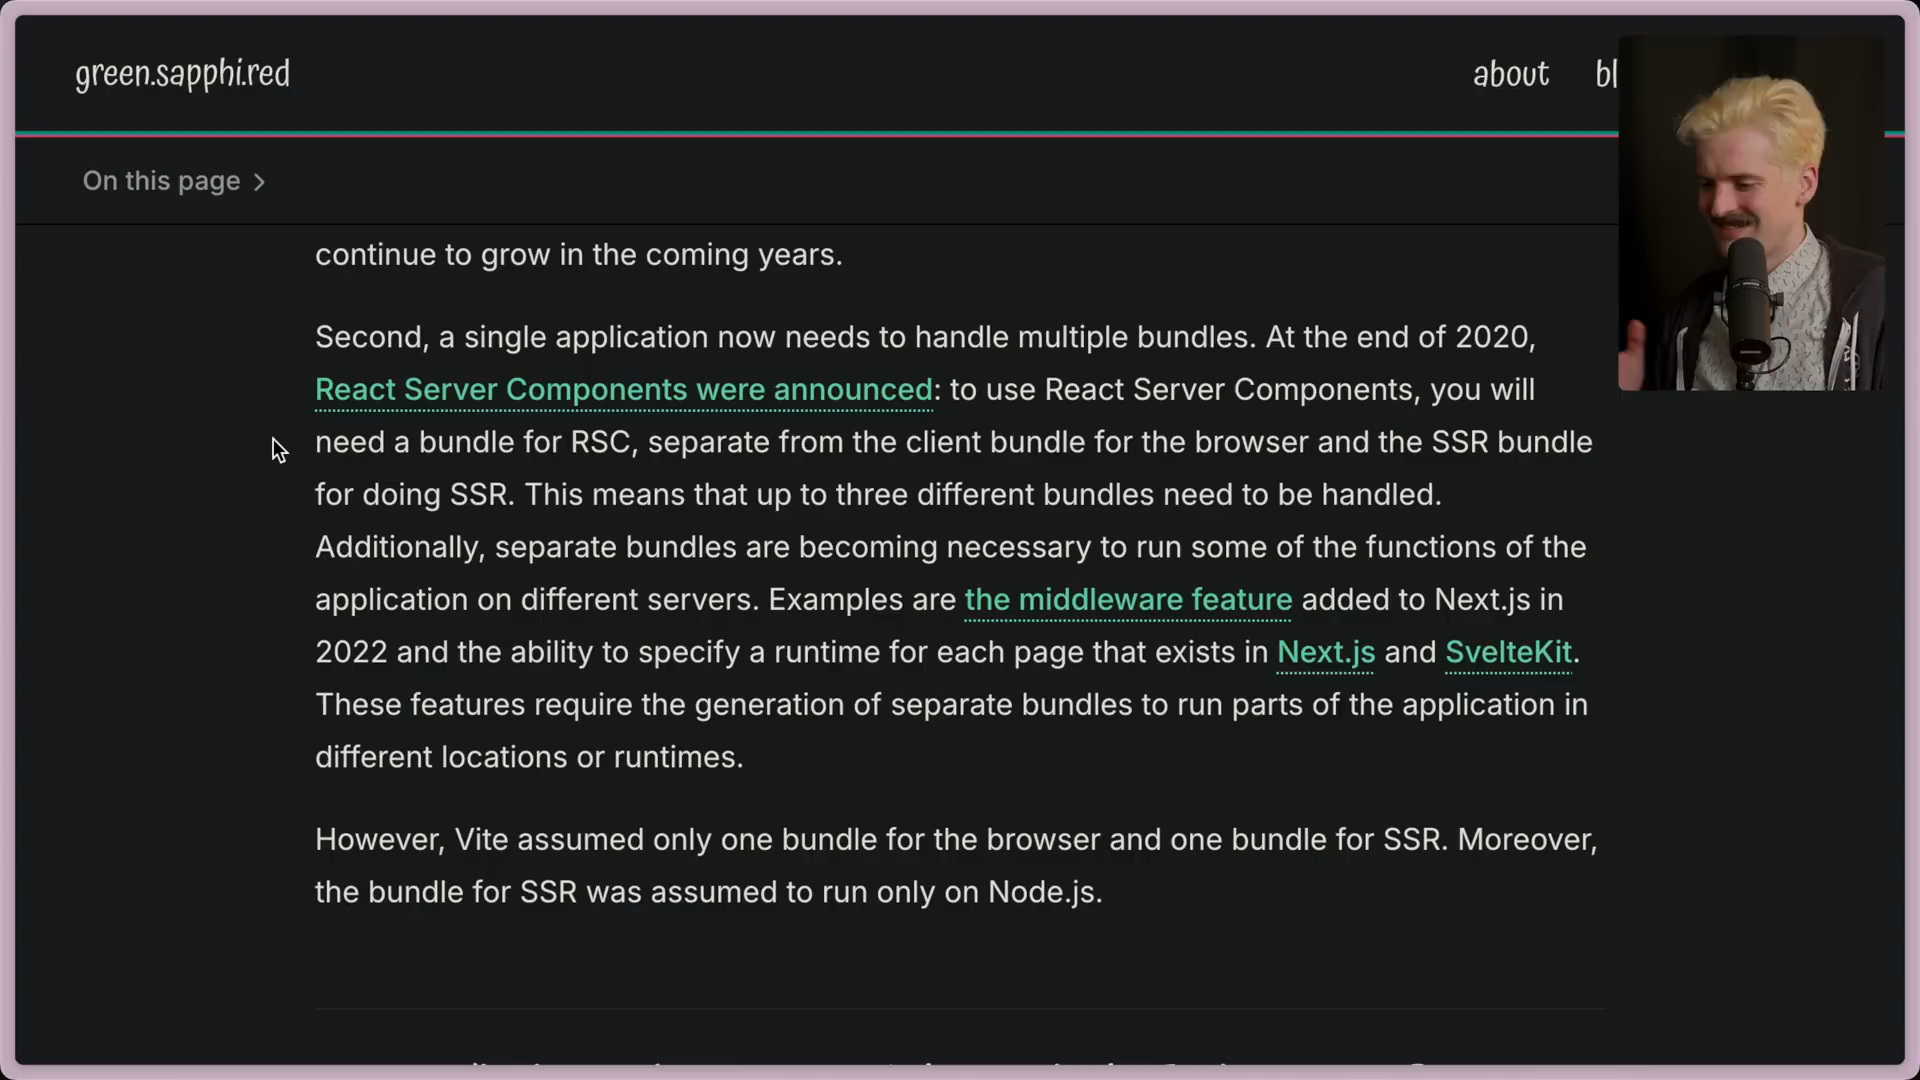 green.sapphi.red
about bl
On this page
continue to grow in the coming years.
Second, a single application now needs to handle multiple bundles. At the end of 2020,
React Server Components were announced: to use React Server Components, you will
need a bundle for RSC, separate from the client bundle for the browser and the SSR bundle
for doing SSR. This means that up to three different bundles need to be handled.
Additionally, separate bundles are becoming necessary to run some of the functions of the
application on different servers. Examples are the middleware feature added to Next.js in
2022 and the ability to specify a runtime for each page that exists in Next.js and SvelteKit.
These features require the generation of separate bundles to run parts of the application in
different locations or runtimes.
However, Vite assumed only one bundle for the browser and one bundle for SSR. Moreover,
the bundle for SSR was assumed to run only on Node.js.